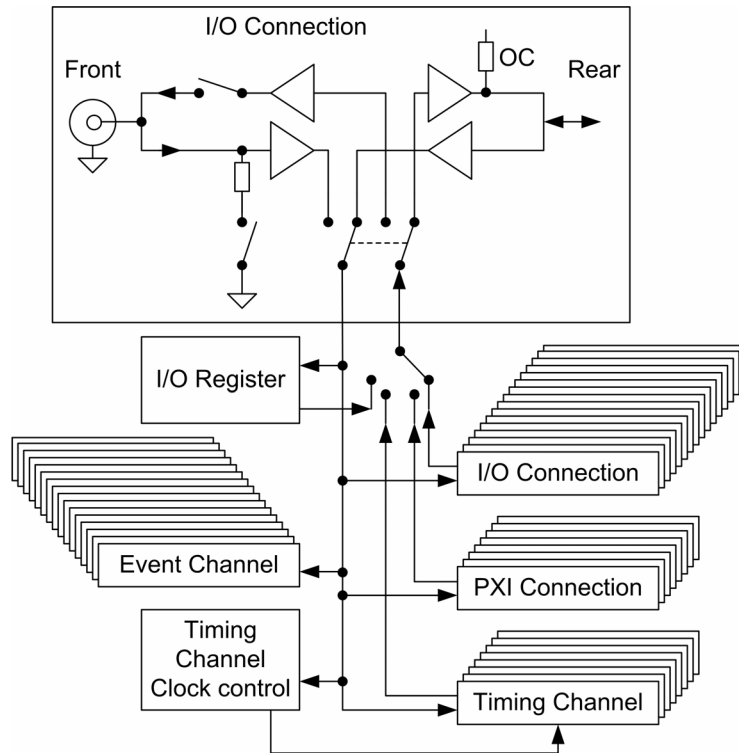 I/O Connection
Front
OC
Rear
I/O Register
I/O Connection
Event Channel
PXI Connection
Timing
Channel
Clock control
Timing Channel